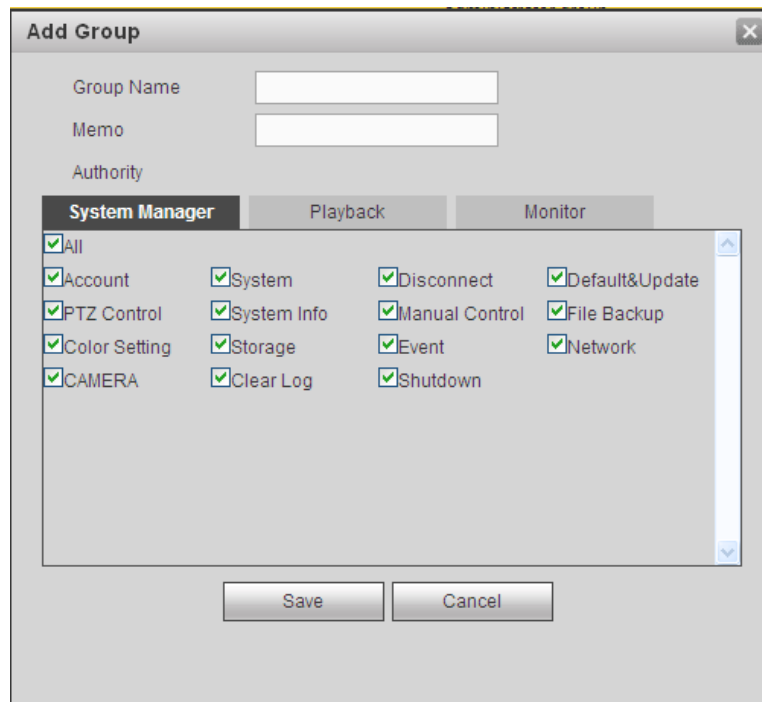 Add Group
Group Name
Memo
Authority
System Manager Playback Monitor
All
Account System Disconnect Default&Update
PTZ Control System Info Manual Control File Backup
Color Setting Storage Event Network
CAMERA Clear Log Shutdown
Save Cancel